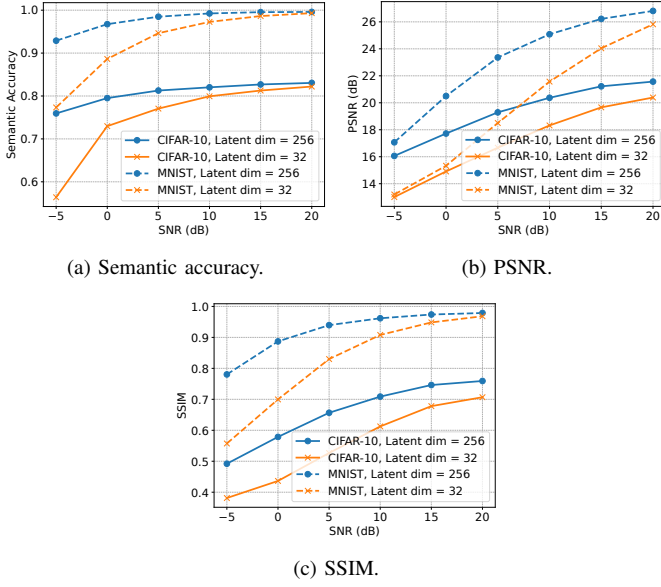 1.0
0.9
0.8
0.7
0.6
Semantic Accuracy
CIFAR-10, Latent dim = 256
CIFAR-10, Latent dim = 32
MNIST, Latent dim = 256
MNIST, Latent dim = 32
−5 0 5 10 15 20
SNR (dB)
(a) Semantic accuracy.
26
24
22
20
18
16
14
PSNR (dB)
CIFAR-10, Latent dim = 256
CIFAR-10, Latent dim = 32
MNIST, Latent dim = 256
MNIST, Latent dim = 32
−5 0 5 10 15 20
SNR (dB)
(b) PSNR.
1.0
0.9
0.8
0.7
0.6
0.5
0.4
SSIM
CIFAR-10, Latent dim = 256
CIFAR-10, Latent dim = 32
MNIST, Latent dim = 256
MNIST, Latent dim = 32
−5 0 5 10 15 20
SNR (dB)
(c) SSIM.